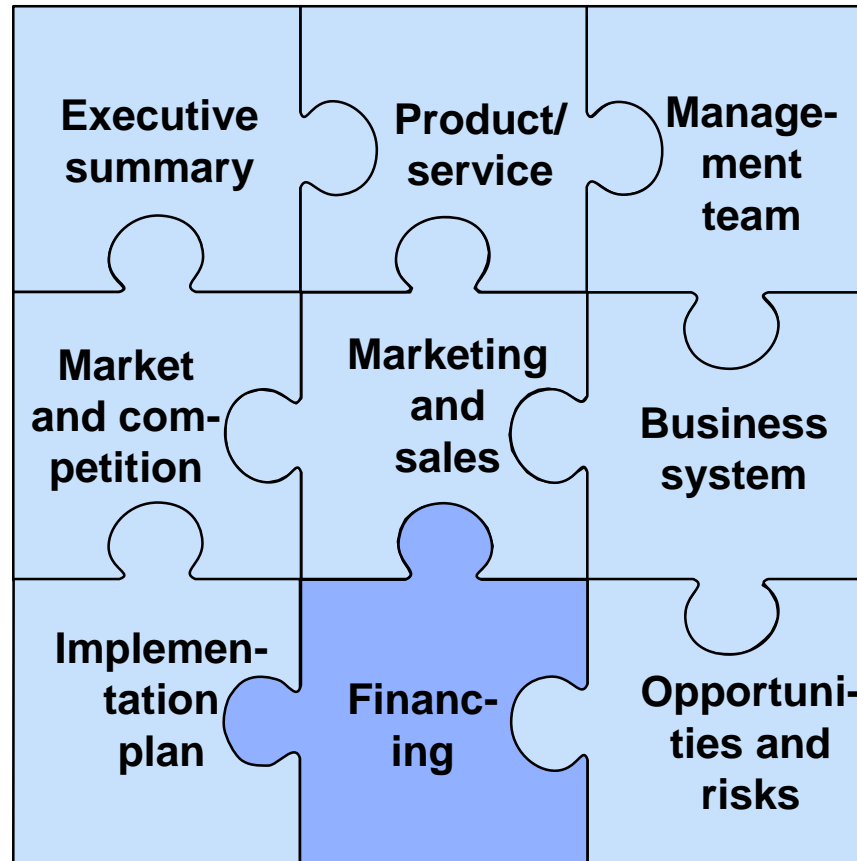 Executive
summary
Product/
service
Manage-
ment
team
Market
and com-
petition
Marketing
and
sales
Business
system
Implemen-
tation
plan
Financ-
ing
Opportuni-
ties and
risks